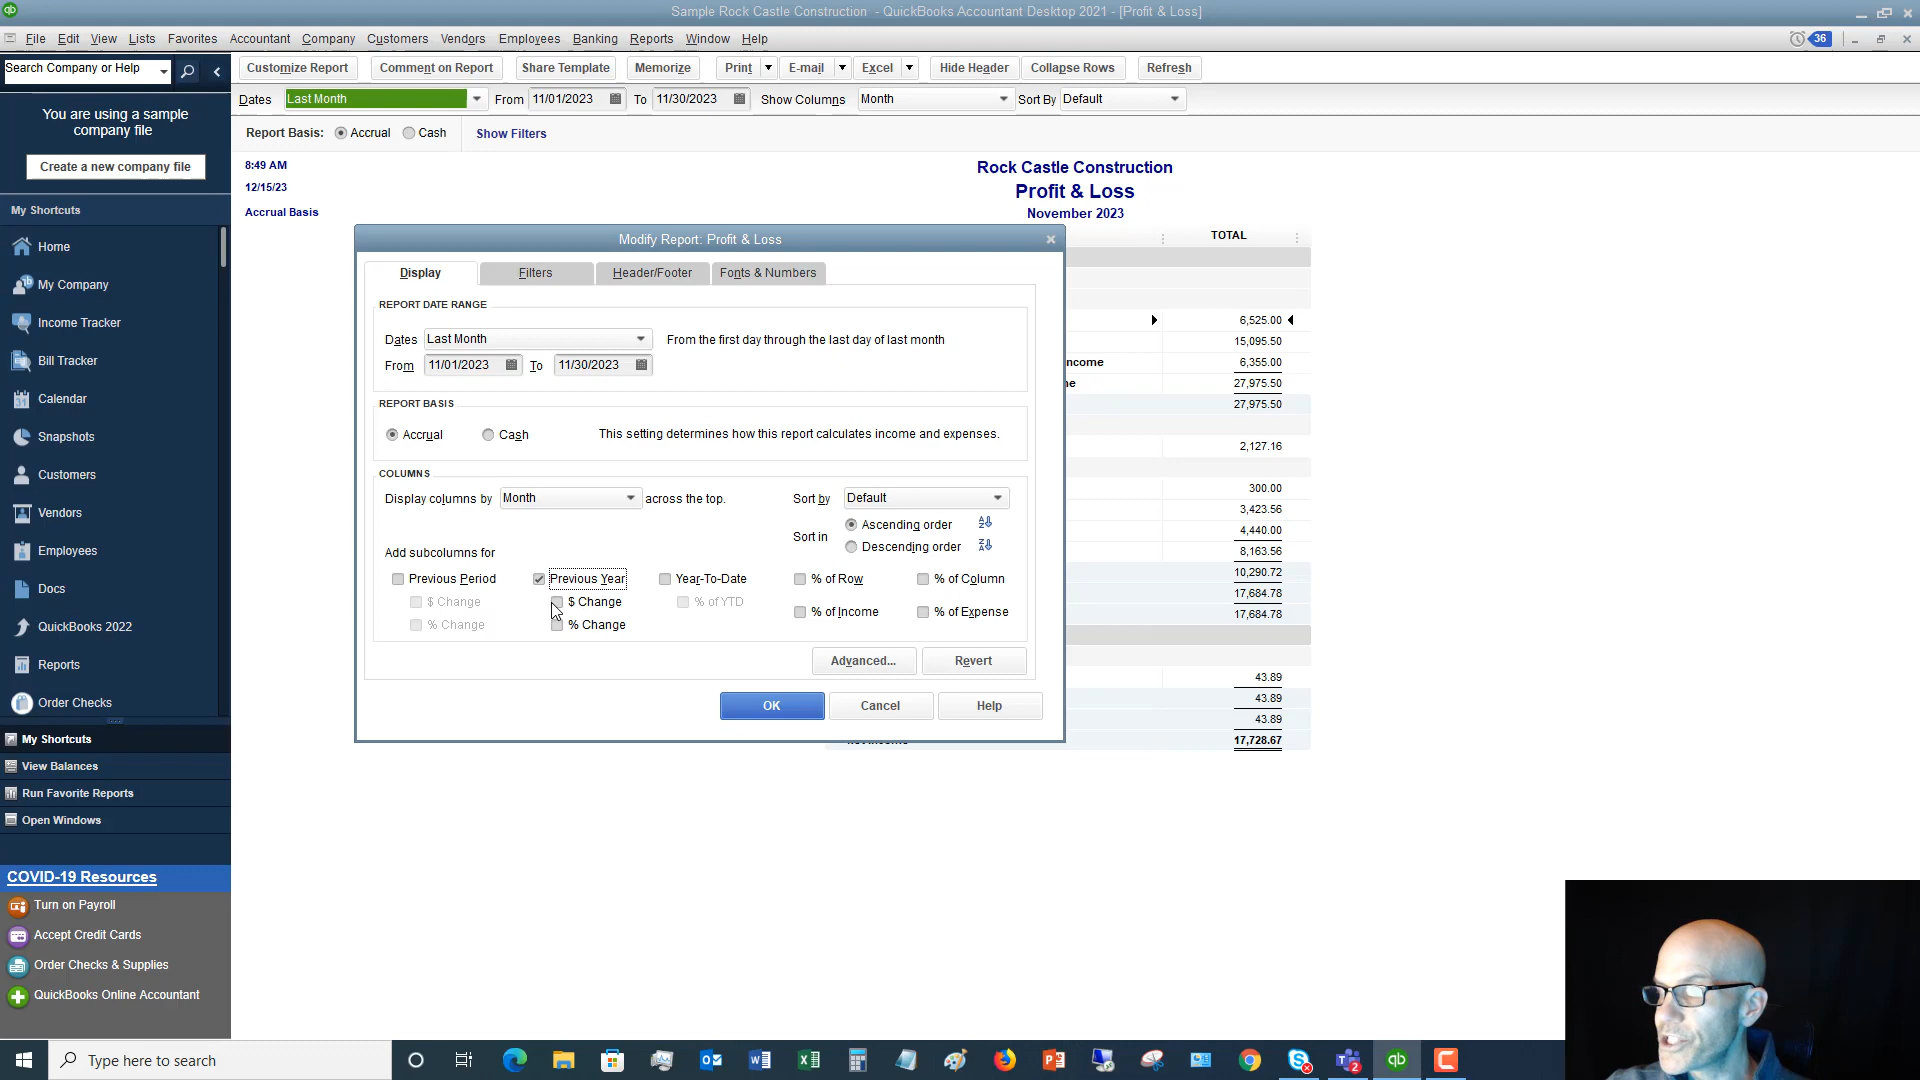 Sample Rock Castle Construction - QuickBooks Accountant Desktop 2021 - [Profit & Loss]
File Edit View Lists Favorites Accountant Company Customers Vendors Employees Banking Reports Window Help
36
Search Company or Help
Customize Report Comment on Report Share Template Memorize Print E-mail Excel Hide Header Collapse Rows Refresh
Dates Last Month From 11/01/2023 To 11/30/2023 Show Columns Month Sort By Default
You are using a sample
company file
Create a new company file
Report Basis: Accrual Cash Show Filters
8:49 AM
12/15/23
Accrual Basis
Rock Castle Construction
Profit & Loss
November 2023
TOTAL
6,525.00
15,095.50
ncome 6,355.00
ne 27,975.50
27,975.50
2,127.16
300.00
3,423.56
4,440.00
8,163.56
10,290.72
17,684.78
17,684.78
43.89
43.89
43.89
17,728.67
My Shortcuts
Home
My Company
Income Tracker
Bill Tracker
31 Calendar
Snapshots
Customers
Vendors
Employees
Docs
QuickBooks 2022
Reports
Order Checks
My Shortcuts
View Balances
Run Favorite Reports
Open Windows
COVID-19 Resources
Turn on Payroll
Accept Credit Cards
Order Checks & Supplies
QuickBooks Online Accountant
Modify Report: Profit & Loss
Display Filters Header/Footer Fonts & Numbers
REPORT DATE RANGE
Dates Last Month From the first day through the last day of last month
From 11/01/2023 To 11/30/2023
REPORT BASIS
Accrual Cash This setting determines how this report calculates income and expenses.
COLUMNS
Display columns by Month across the top. Sort by Default
Sort in Ascending order
Descending order
Add subcolumns for
Previous Period Previous Year Year-To-Date % of Row % of Column
$ Change $ Change % of YTD % of Income % of Expense
% Change % Change
Advanced... Revert
OK Cancel Help
Type here to search